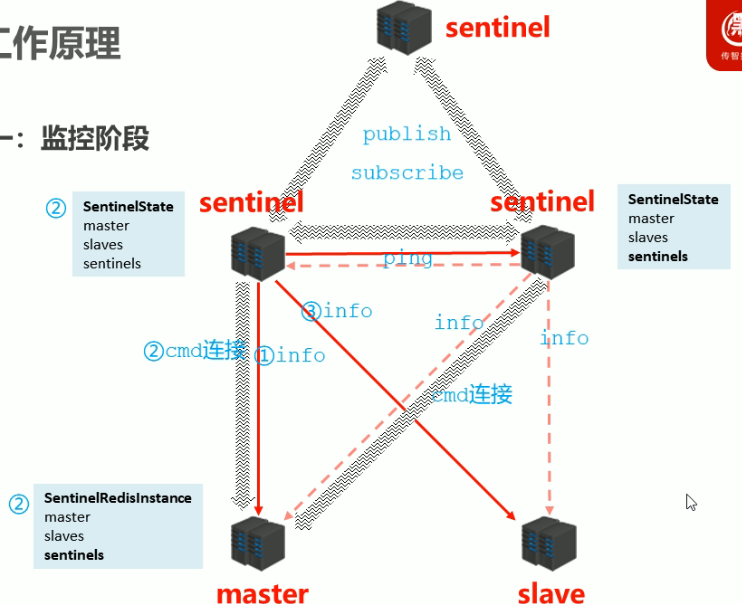 工作原理
一：监控阶段
sentinel
publish
subscribe
sentinel
sentinel
②
SentinelState
master
slaves
sentinels
SentinelState
master
slaves
sentinels
ping
③info
info
info
②cmd连接
①info
cmd连接
②
SentinelRedisInstance
master
slaves
sentinels
master
slave